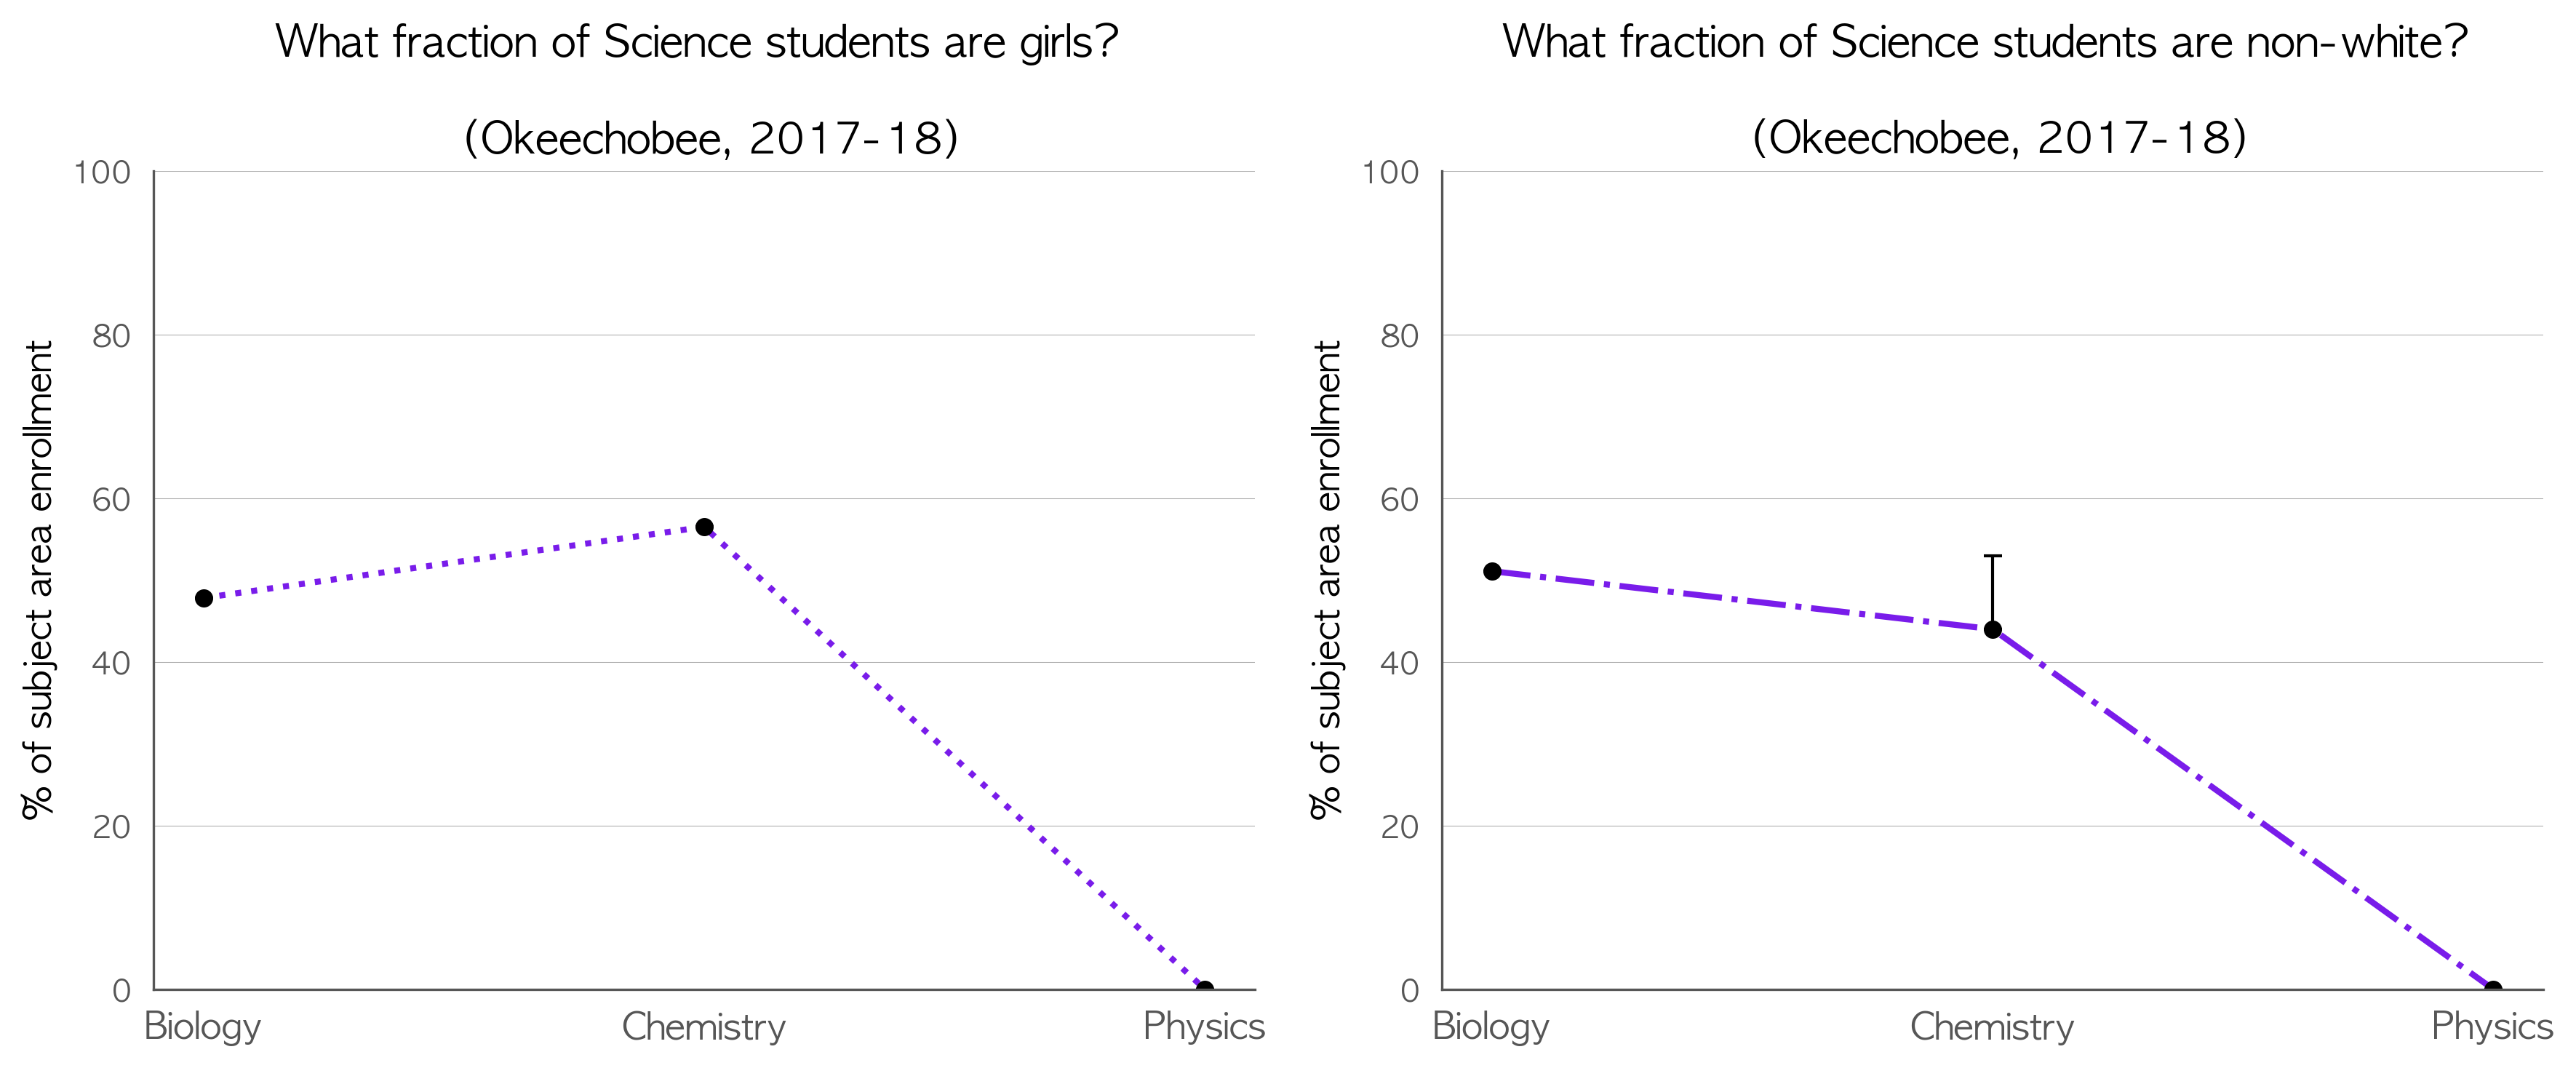 What fraction of Science students are girls?
(Okeechobee, 2017-18)
100
80
60
40
20
0
% of subject area enrollment
Biology
Chemistry
Physics
What fraction of Science students are non-white?
(Okeechobee, 2017-18)
100
80
60
40
20
0
% of subject area enrollment
Biology
Chemistry
Physics